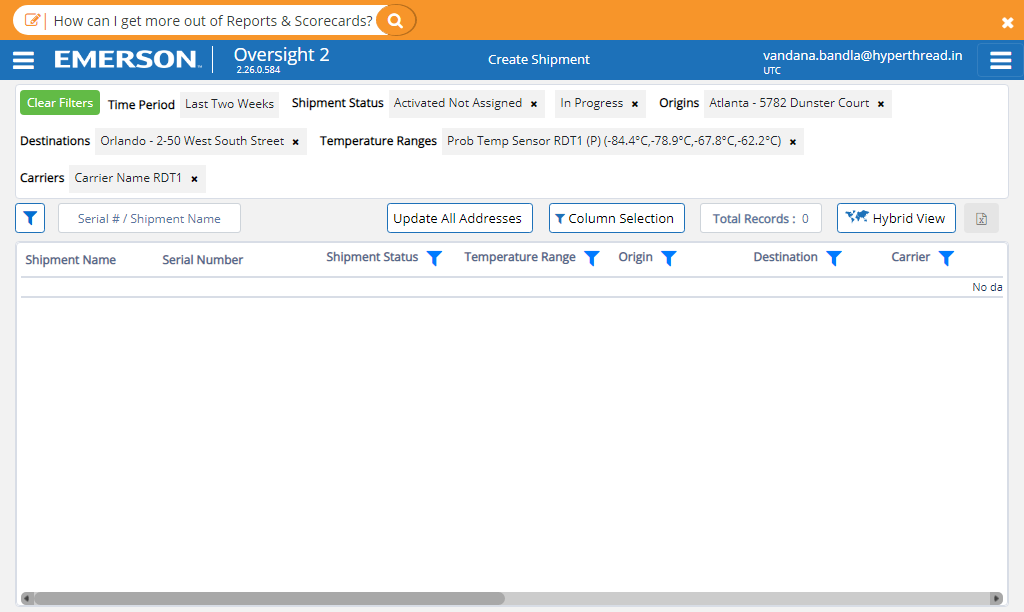 How can I get more out of Reports & Scorecards?
EMERSON Oversight 2 Create Shipment vandana.bandla@hyperthread.in
2.26.0.584 UTC
Clear Filters Time Period Last Two Weeks Shipment Status Activated Not Assigned × In Progress × Origins Atlanta - 5782 Dunster Court ×
Destinations Orlando - 2-50 West South Street × Temperature Ranges Prob Temp Sensor RDT1 (P) (-84.4°C,-78.9°C,-67.8°C,-62.2°C) ×
Carriers Carrier Name RDT1 ×
Serial # / Shipment Name Update All Addresses Column Selection Total Records : 0 Hybrid View
Shipment Name Serial Number Shipment Status Temperature Range Origin Destination Carrier
No da